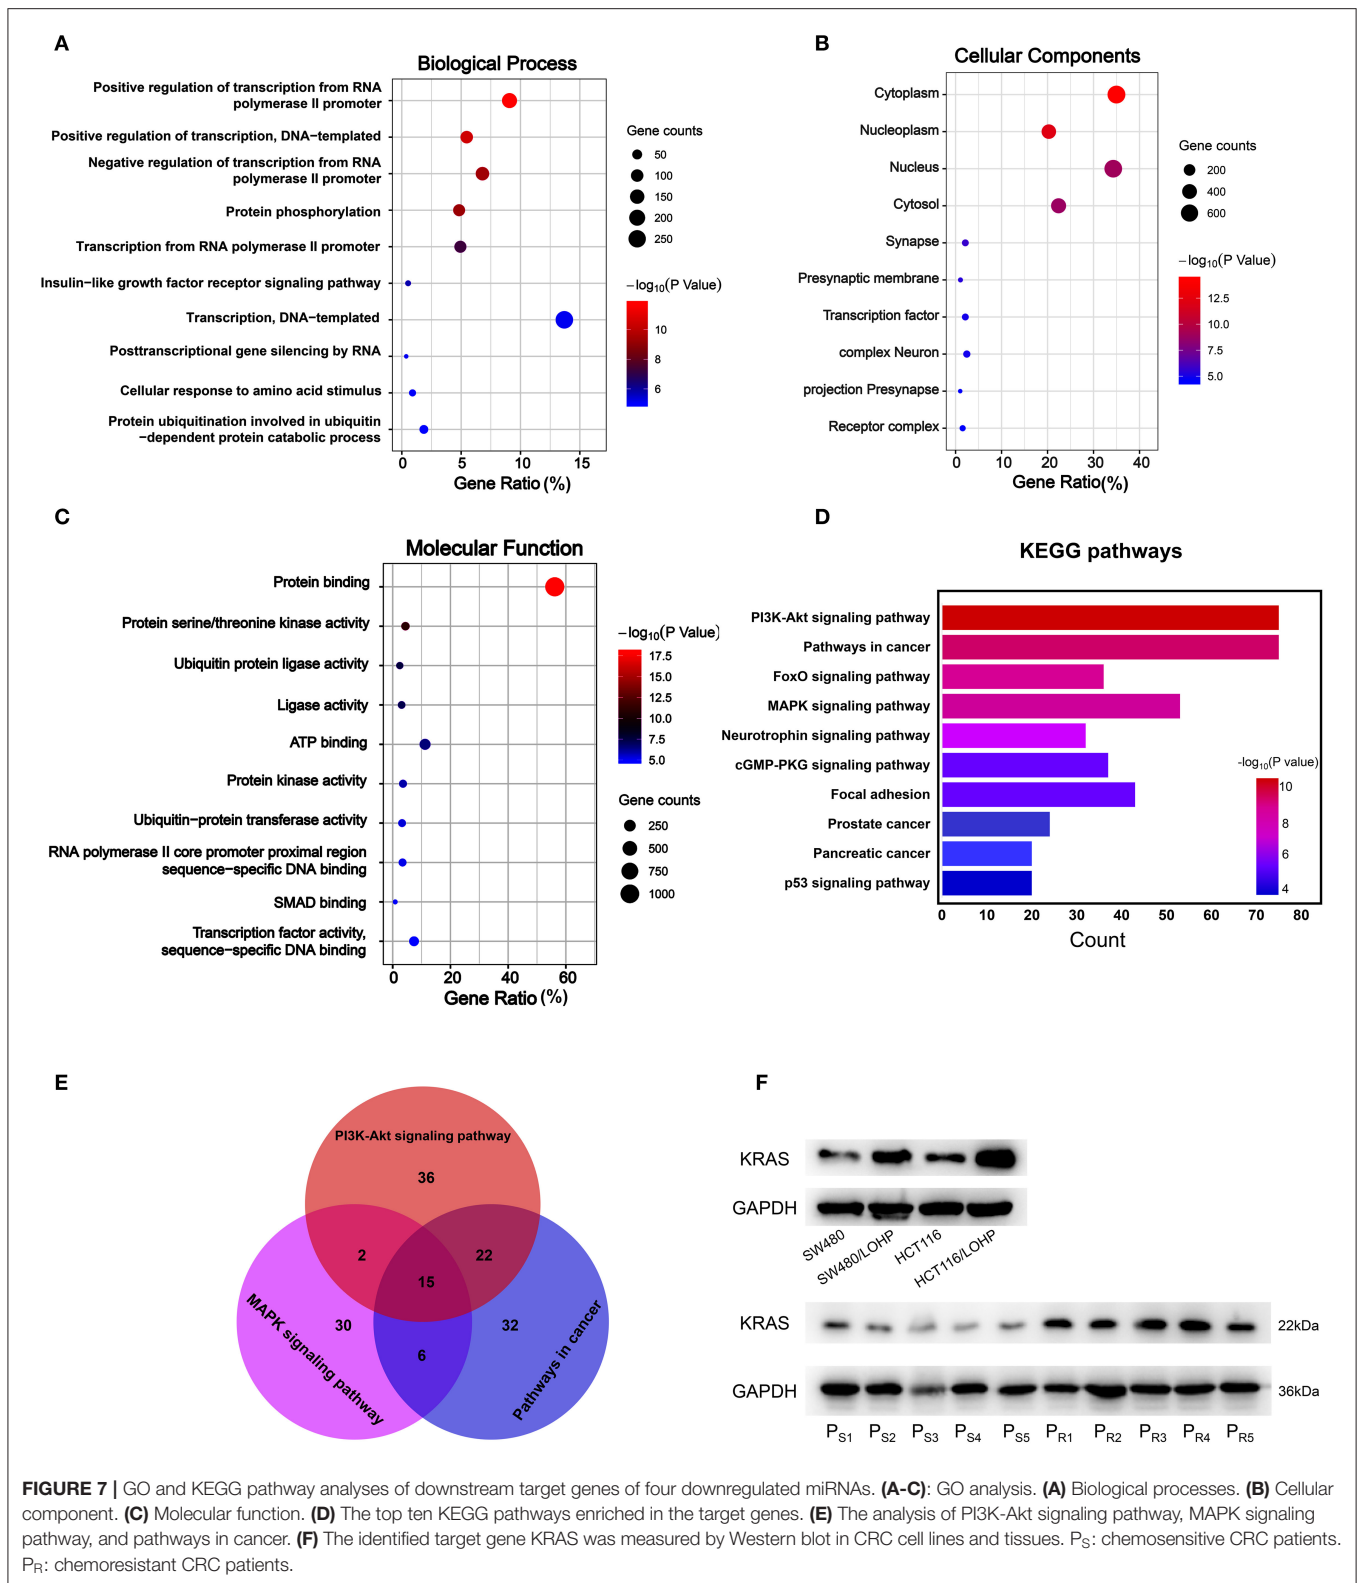 A
Biological Process
Positive regulation of transcription from RNA
polymerase II promoter
Positive regulation of transcription, DNA−templated
Negative regulation of transcription from RNA
polymerase II promoter
Protein phosphorylation
Transcription from RNA polymerase II promoter
Insulin−like growth factor receptor signaling pathway
Transcription, DNA−templated
Posttranscriptional gene silencing by RNA
Cellular response to amino acid stimulus
Protein ubiquitination involved in ubiquitin
−dependent protein catabolic process
0 5 10 15
Gene Ratio (%)
Gene counts
50
100
150
200
250
−log10(P Value)
10
8
6
B
Cellular Components
Cytoplasm
Nucleoplasm
Nucleus
Cytosol
Synapse
Presynaptic membrane
Transcription factor
complex Neuron
projection Presynapse
Receptor complex
0 10 20 30 40
Gene Ratio(%)
Gene counts
200
400
600
−log10(P Value)
12.5
10.0
7.5
5.0
C
Molecular Function
Protein binding
Protein serine/threonine kinase activity
Ubiquitin protein ligase activity
Ligase activity
ATP binding
Protein kinase activity
Ubiquitin−protein transferase activity
RNA polymerase II core promoter proximal region
sequence−specific DNA binding
SMAD binding
Transcription factor activity,
sequence−specific DNA binding
0 20 40 60
Gene Ratio (%)
−log10(P Value)
17.5
15.0
12.5
10.0
7.5
5.0
Gene counts
250
500
750
1000
D
KEGG pathways
PI3K-Akt signaling pathway
Pathways in cancer
FoxO signaling pathway
MAPK signaling pathway
Neurotrophin signaling pathway
cGMP-PKG signaling pathway
Focal adhesion
Prostate cancer
Pancreatic cancer
p53 signaling pathway
0 10 20 30 40 50 60 70 80
Count
-log10(P value)
10
8
6
4
E
PI3K-Akt signaling pathway
36
2
22
15
30
32
6
MAPK signaling pathway
Pathways in cancer
F
KRAS
GAPDH
SW480
SW480/LOHP
HCT116
HCT116/LOHP
KRAS
22kDa
GAPDH
36kDa
PS1 PS2 PS3 PS4 PS5 PR1 PR2 PR3 PR4 PR5
FIGURE 7 | GO and KEGG pathway analyses of downstream target genes of four downregulated miRNAs. (A-C): GO analysis. (A) Biological processes. (B) Cellular
component. (C) Molecular function. (D) The top ten KEGG pathways enriched in the target genes. (E) The analysis of PI3K-Akt signaling pathway, MAPK signaling
pathway, and pathways in cancer. (F) The identified target gene KRAS was measured by Western blot in CRC cell lines and tissues. PS: chemosensitive CRC patients.
PR: chemoresistant CRC patients.